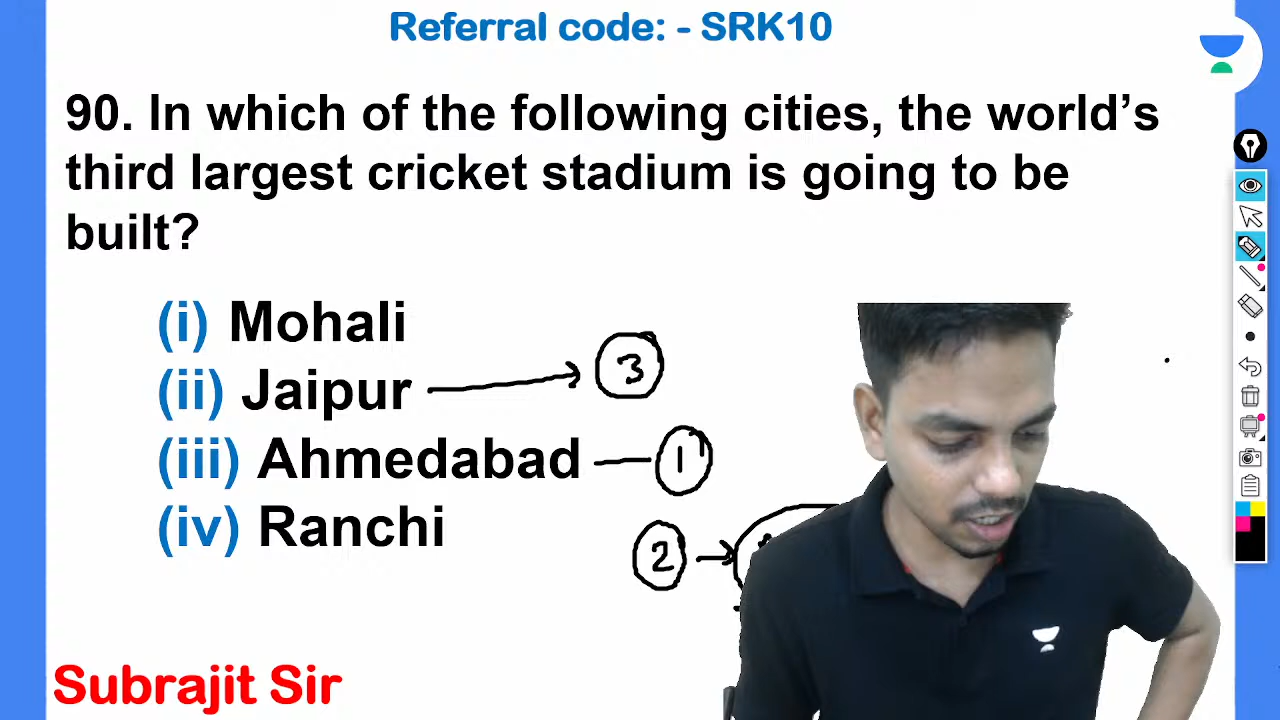 Referral code: - SRK10
90. In which of the following cities, the world's
third largest cricket stadium is going to be
built?
(i) Mohali
(ii) Jaipur → 3
(iii) Ahmedabad — 1
(iv) Ranchi
2 →
Subrajit Sir